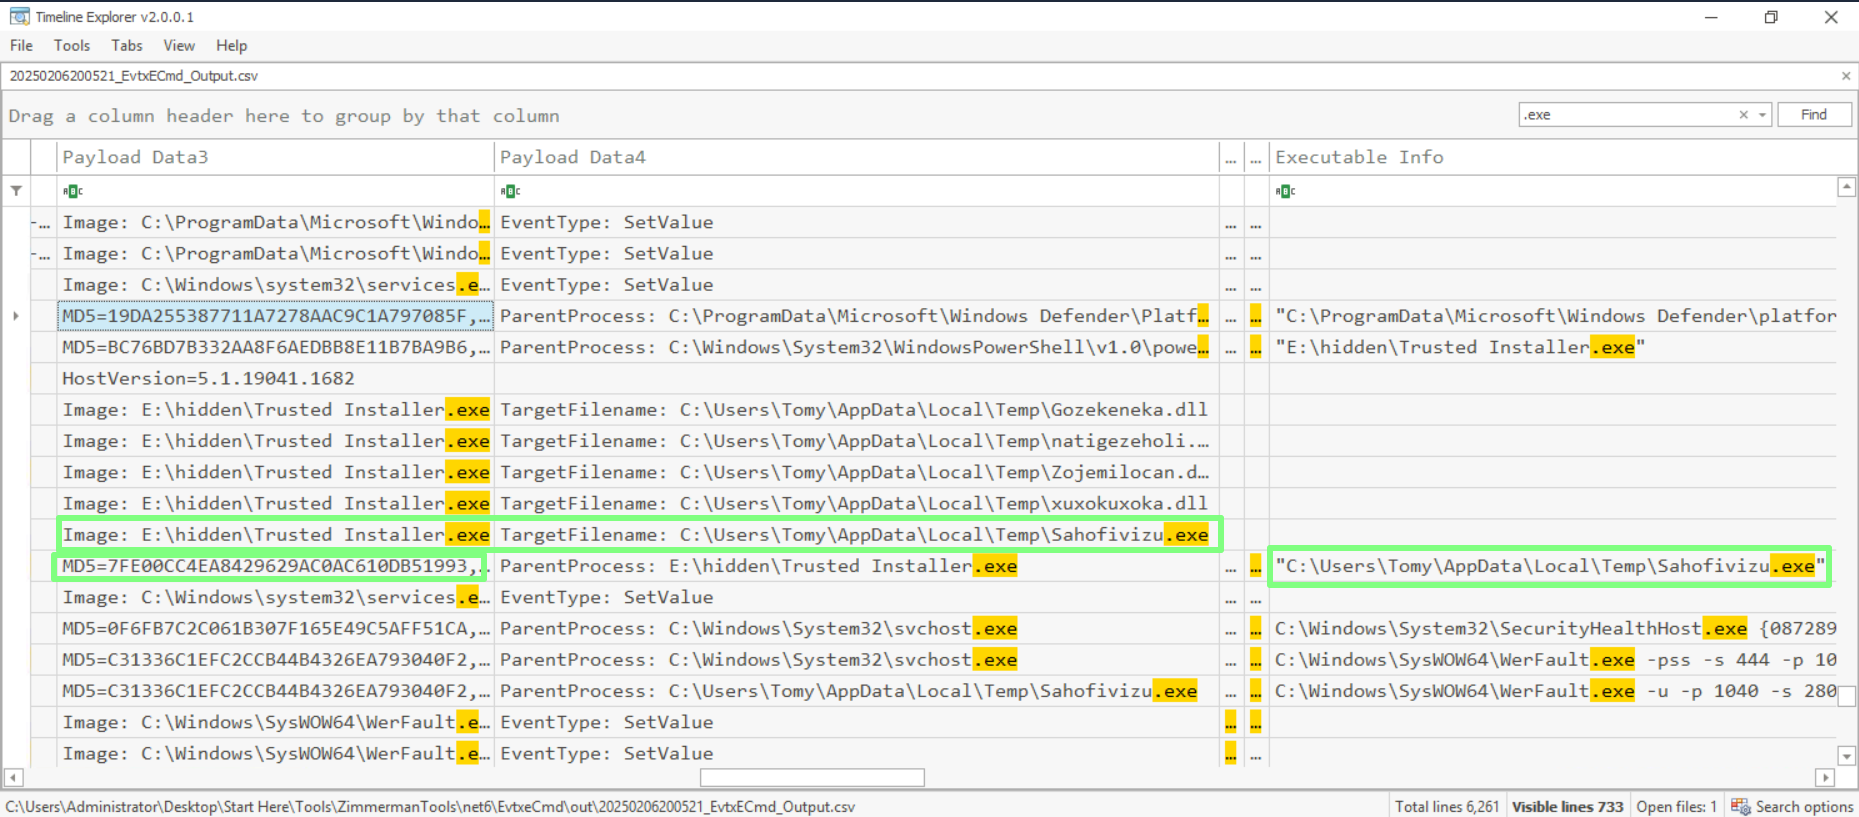 Timeline Explorer v2.0.0.1
File Tools Tabs View Help
20250206200521_EvtxECmd_Output.csv
Drag a column header here to group by that column
.exe Find
Payload Data3 Payload Data4 ... ... Executable Info
-... Image: C:\ProgramData\Microsoft\Windo... EventType: SetValue ... ...
-... Image: C:\ProgramData\Microsoft\Windo... EventType: SetValue ... ...
Image: C:\Windows\system32\services.e... EventType: SetValue ... ...
MD5=19DA255387711A7278AAC9C1A797085F,... ParentProcess: C:\ProgramData\Microsoft\Windows Defender\Platf... ... ... "C:\ProgramData\Microsoft\Windows Defender\platfor
MD5=BC76BD7B332AA8F6AEDBB8E11B7BA9B6,... ParentProcess: C:\Windows\System32\WindowsPowerShell\v1.0\powe... ... ... "E:\hidden\Trusted Installer.exe"
HostVersion=5.1.19041.1682
Image: E:\hidden\Trusted Installer.exe TargetFilename: C:\Users\Tomy\AppData\Local\Temp\Gozekeneka.dll
Image: E:\hidden\Trusted Installer.exe TargetFilename: C:\Users\Tomy\AppData\Local\Temp\natigezeholi....
Image: E:\hidden\Trusted Installer.exe TargetFilename: C:\Users\Tomy\AppData\Local\Temp\Zojemilocan.d...
Image: E:\hidden\Trusted Installer.exe TargetFilename: C:\Users\Tomy\AppData\Local\Temp\xuxokuxoka.dll
Image: E:\hidden\Trusted Installer.exe TargetFilename: C:\Users\Tomy\AppData\Local\Temp\Sahofivizu.exe
MD5=7FE00CC4EA8429629AC0AC610DB51993,... ParentProcess: E:\hidden\Trusted Installer.exe ... ... "C:\Users\Tomy\AppData\Local\Temp\Sahofivizu.exe"
Image: C:\Windows\system32\services.e... EventType: SetValue ... ...
MD5=0F6FB7C2C061B307F165E49C5AFF51CA,... ParentProcess: C:\Windows\System32\svchost.exe ... ... C:\Windows\System32\SecurityHealthHost.exe {087289
MD5=C31336C1EFC2CCB44B4326EA793040F2,... ParentProcess: C:\Windows\System32\svchost.exe ... ... C:\Windows\SysWOW64\WerFault.exe -pss -s 444 -p 10
MD5=C31336C1EFC2CCB44B4326EA793040F2,... ParentProcess: C:\Users\Tomy\AppData\Local\Temp\Sahofivizu.exe ... ... C:\Windows\SysWOW64\WerFault.exe -u -p 1040 -s 280
Image: C:\Windows\SysWOW64\WerFault.e... EventType: SetValue ... ...
Image: C:\Windows\SysWOW64\WerFault.e... EventType: SetValue ... ...
C:\Users\Administrator\Desktop\Start Here\Tools\ZimmermanTools\net6\EvtxeCmd\out\20250206200521_EvtxECmd_Output.csv Total lines 6,261 Visible lines 733 Open files: 1 Search options